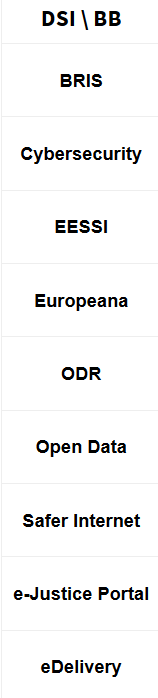 DSI \ BB
BRIS
Cybersecurity
EESSI
Europeana
ODR
Open Data
Safer Internet
e-Justice Portal
eDelivery